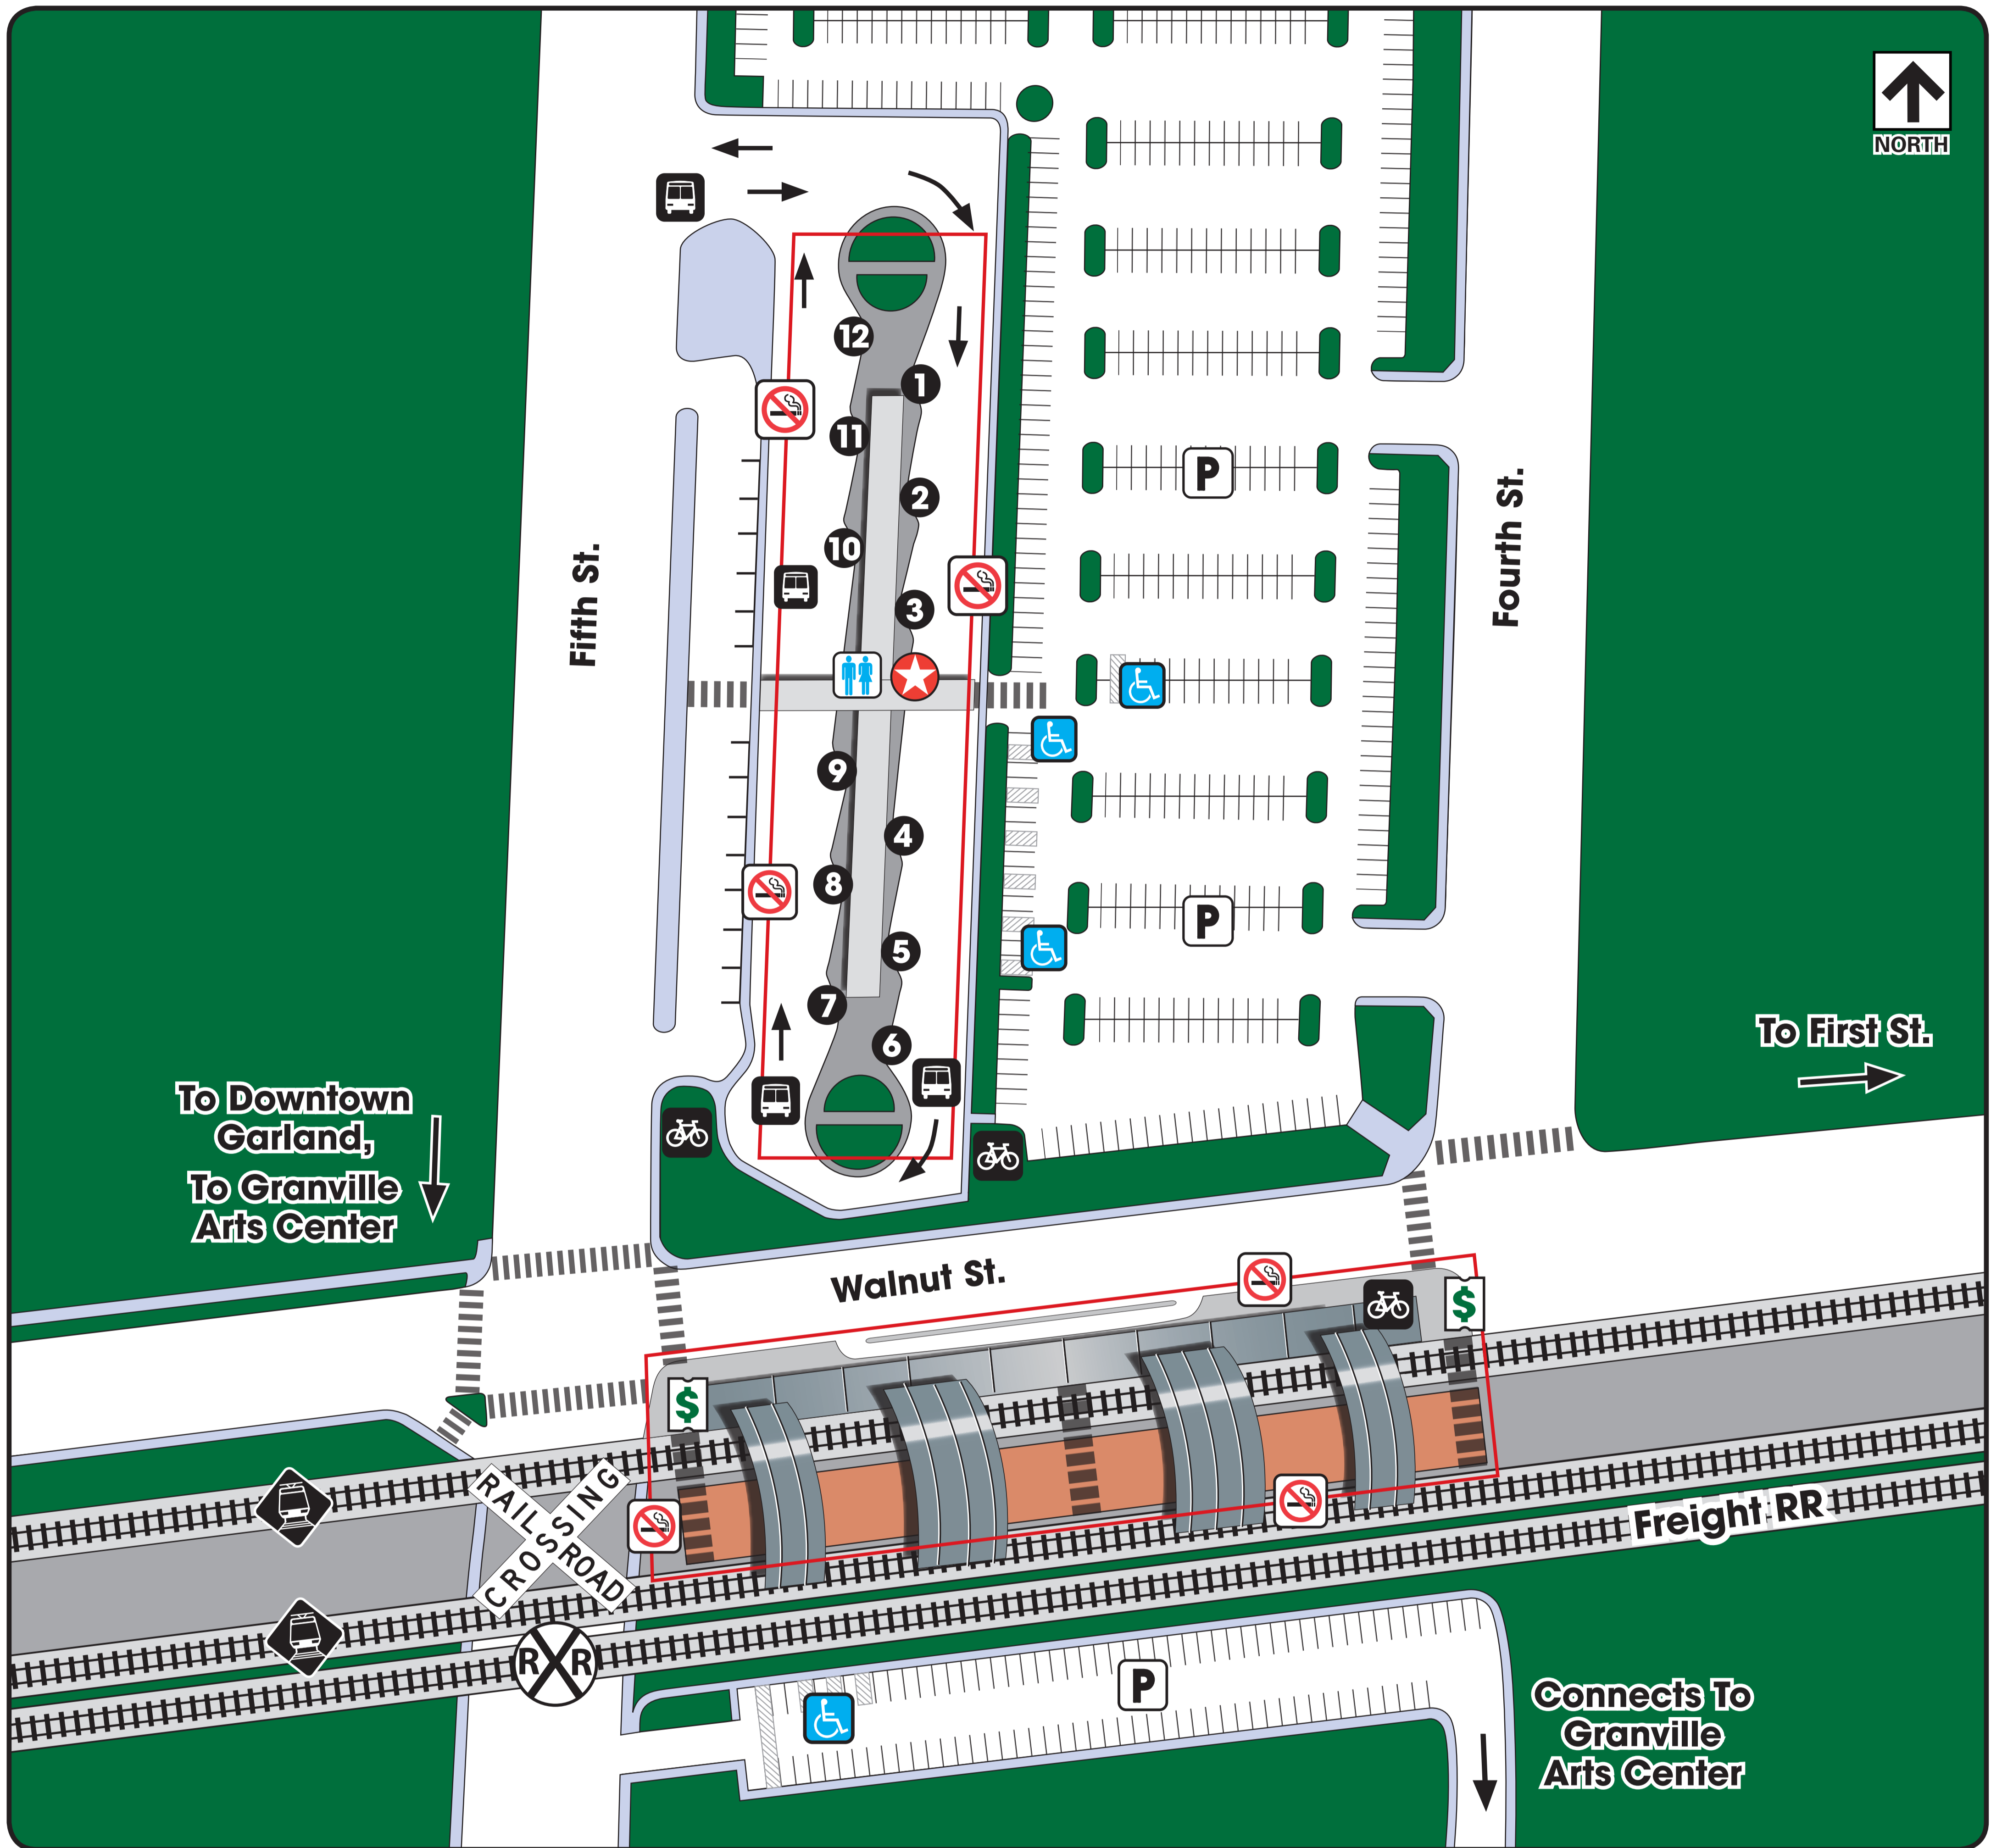 NORTH
12
1
11
2
10
3
P
Fifth St.
Fourth St.
9
4
8
5
P
7
6
To First St.
To Downtown
Garland,
To Granville
Arts Center
Walnut St.
$
$
RAILROAD
CROSSING
Freight RR
R R
P
Connects To
Granville
Arts Center